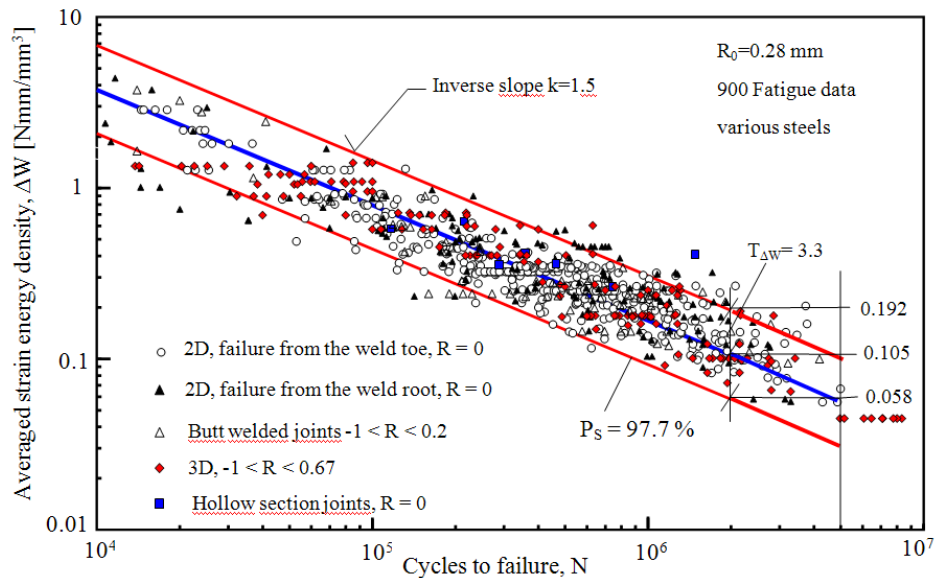 10
R₀=0.28 mm
Inverse slope k=1.5
900 Fatigue data
various steels
Averaged strain energy density, ΔW [Nmm/mm³]
1
T_ΔW= 3.3
0.192
0.1
0.105
2D, failure from the weld toe, R = 0
2D, failure from the weld root, R = 0
0.058
Butt welded joints -1 < R < 0.2
P_S = 97.7 %
3D, -1 < R < 0.67
Hollow section joints, R = 0
0.01
10⁴
10⁵
10⁶
10⁷
Cycles to failure, N